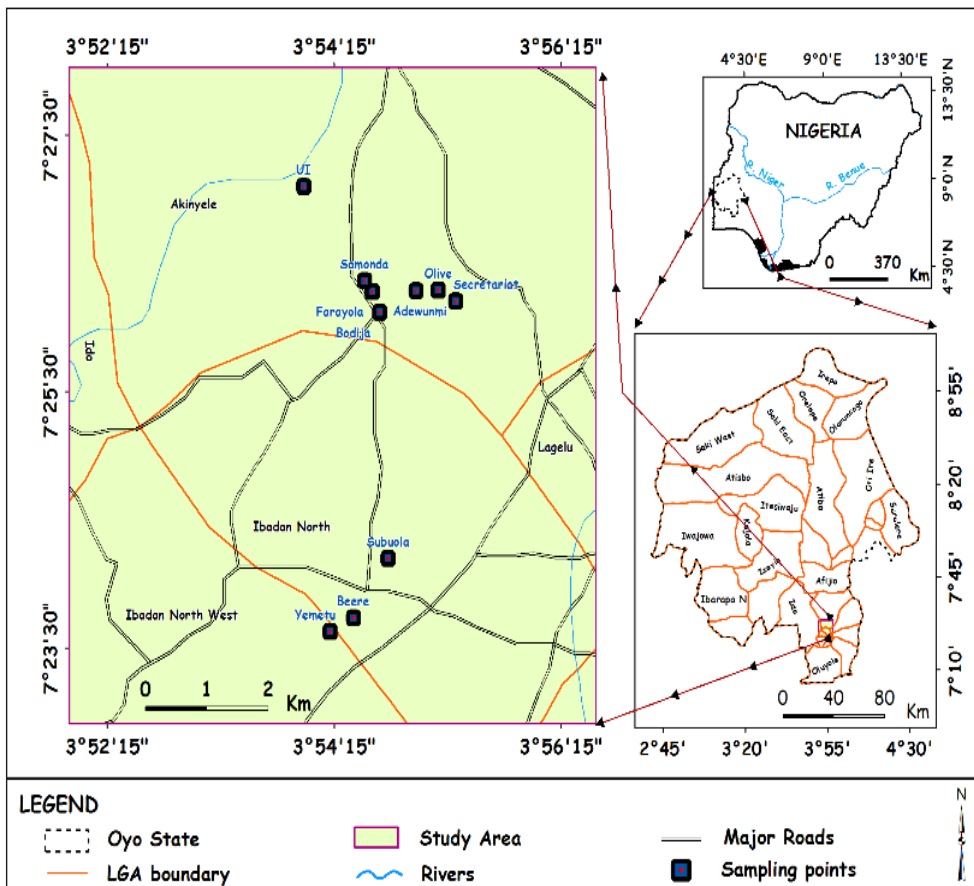 3°52'15" 3°54'15" 3°56'15"
7°27'30"
7°25'30"
7°23'30"
UI
Akinyele
Samonda
Olive
Secretariat
Farayola
Adewunmi
Bodija
Ido
Lagelu
Ibadan North
Subuola
Ibadan North West
Yemetu
Beere
0 1 2
Km
3°52'15" 3°54'15" 3°56'15"
4°30'E 9°0'E 13°30'E
13°30'N
9°0'N
4°30'N
NIGERIA
R. Niger
R. Benue
0 370
Km
8°55'
8°20'
7°45'
7°10'
Irepo
Olorunsogo
Saki West
Saki East
Atisbo
Atiba
Ori Ire
Itesiwaju
Kajola
Surulere
Iwajowa
Iseyin
Afijio
Ibarapa N
Ido
Oluyole
0 40 80
Km
2°45' 3°20' 3°55' 4°30'
LEGEND
Oyo State
Study Area
Major Roads
LGA boundary
Rivers
Sampling points
N